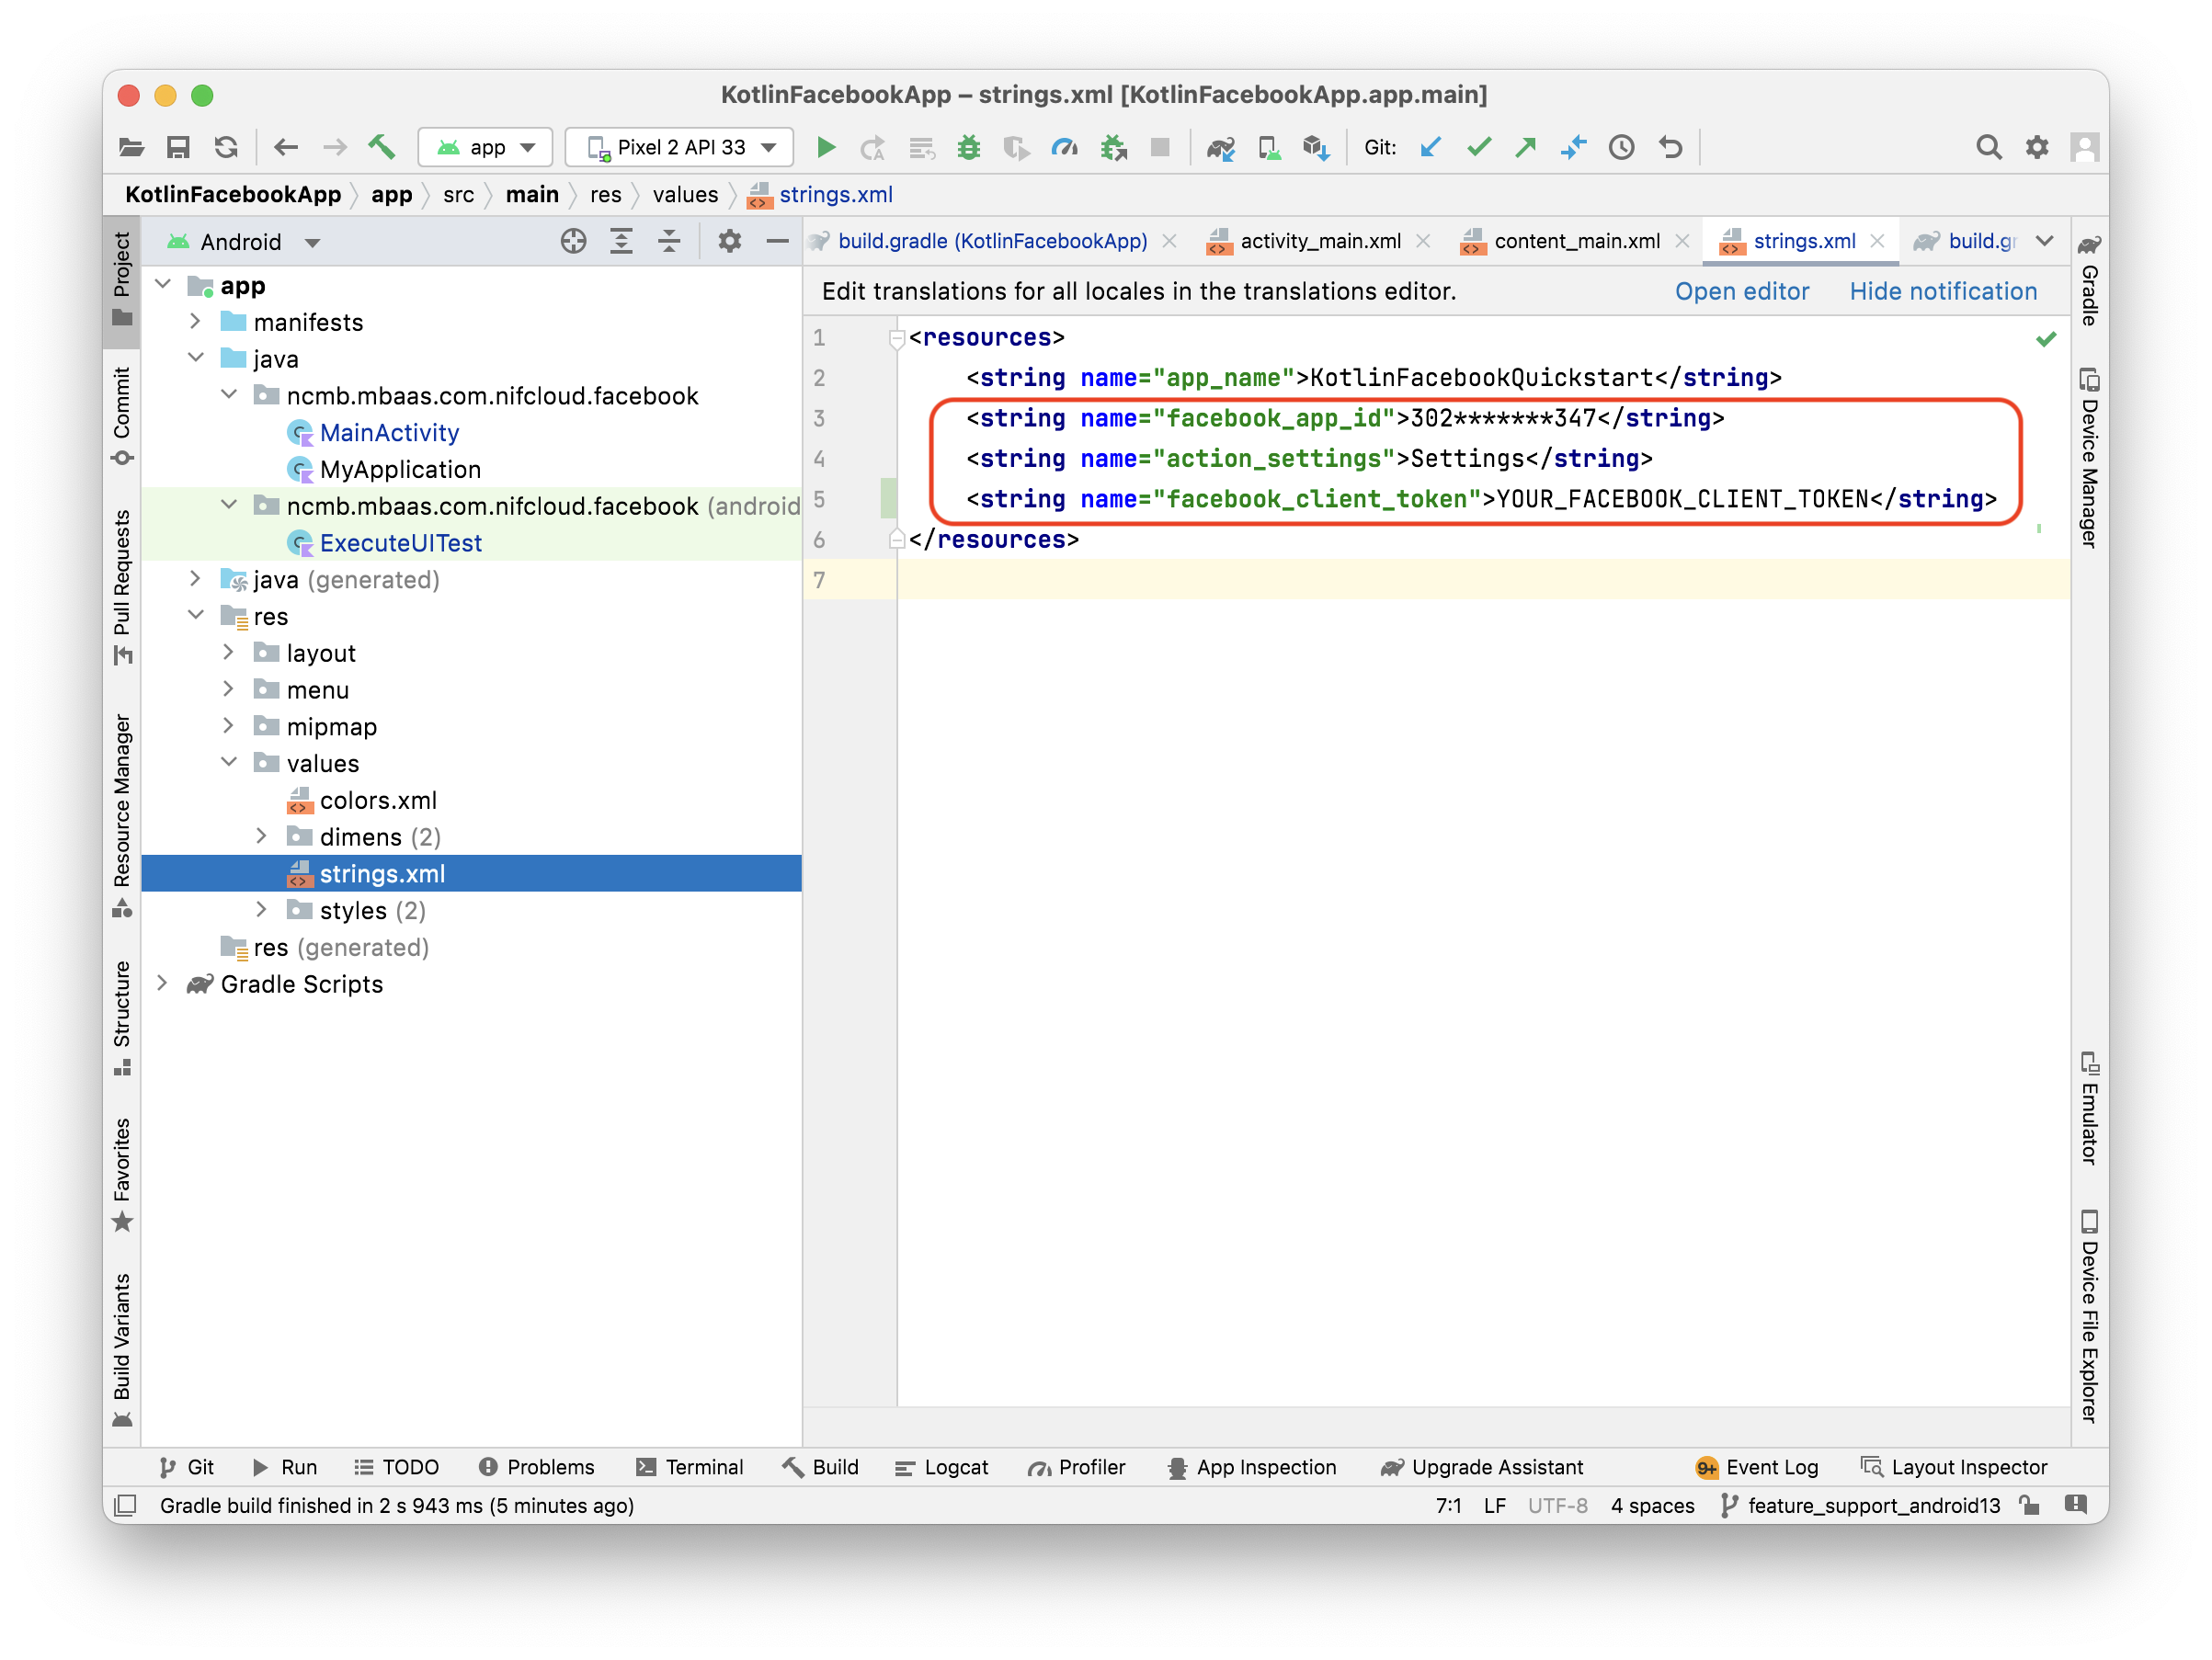 KotlinFacebookApp – strings.xml [KotlinFacebookApp.app.main]
app
Pixel 2 API 33
Git:
KotlinFacebookApp
app
src
main
res
values
strings.xml
Project
Commit
Pull Requests
Resource Manager
Structure
Favorites
Build Variants
Android
app
manifests
java
ncmb.mbaas.com.nifcloud.facebook
MainActivity
MyApplication
ncmb.mbaas.com.nifcloud.facebook (android
ExecuteUITest
java (generated)
res
layout
menu
mipmap
values
colors.xml
dimens (2)
strings.xml
styles (2)
res (generated)
Gradle Scripts
build.gradle (KotlinFacebookApp)
activity_main.xml
content_main.xml
strings.xml
build.gr
Edit translations for all locales in the translations editor.
Open editor
Hide notification
1 <resources>
2 <string name="app_name">KotlinFacebookQuickstart</string>
3 <string name="facebook_app_id">302*******347</string>
4 <string name="action_settings">Settings</string>
5 <string name="facebook_client_token">YOUR_FACEBOOK_CLIENT_TOKEN</string>
6 </resources>
7
Gradle
Device Manager
Emulator
Device File Explorer
Git
Run
TODO
Problems
Terminal
Build
Logcat
Profiler
App Inspection
Upgrade Assistant
9+
Event Log
Layout Inspector
Gradle build finished in 2 s 943 ms (5 minutes ago)
7:1
LF
UTF-8
4 spaces
feature_support_android13